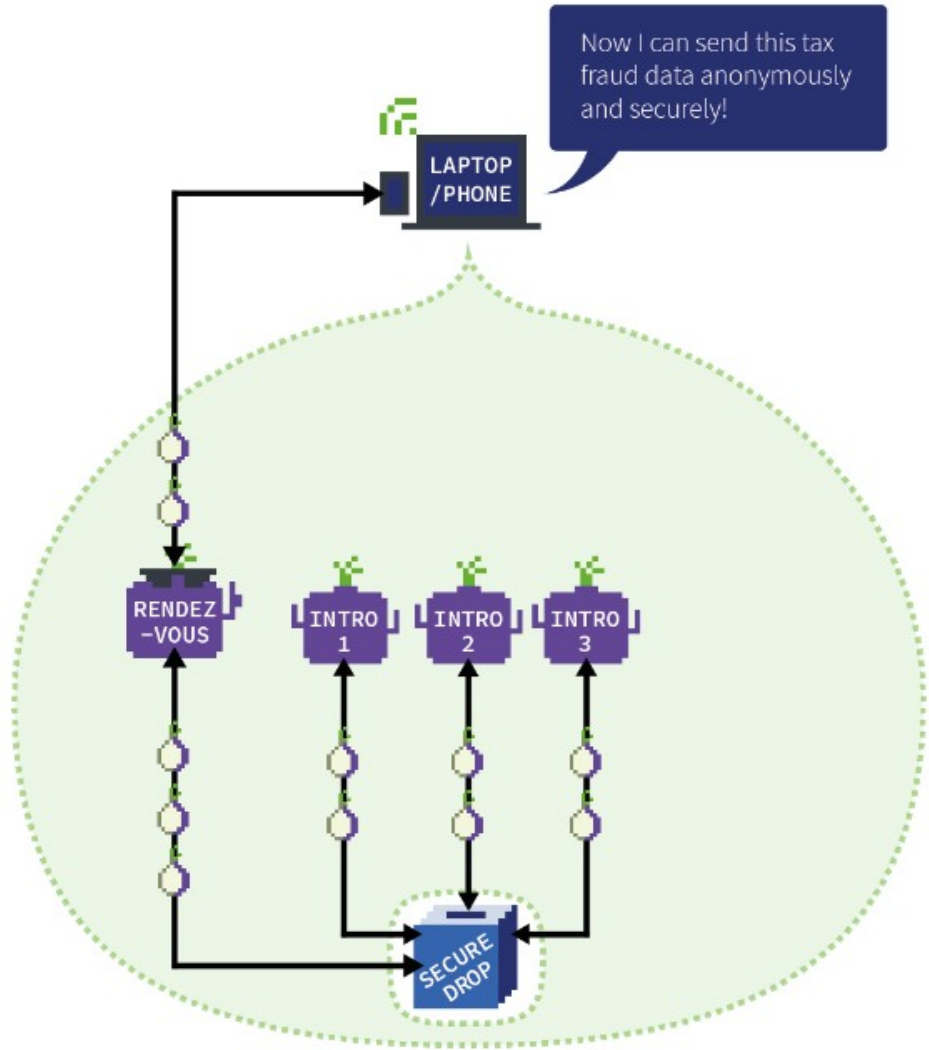 Now I can send this tax
fraud data anonymously
and securely!
LAPTOP
/PHONE
RENDEZ
-VOUS
INTRO
1
INTRO
2
INTRO
3
SECURE
DROP